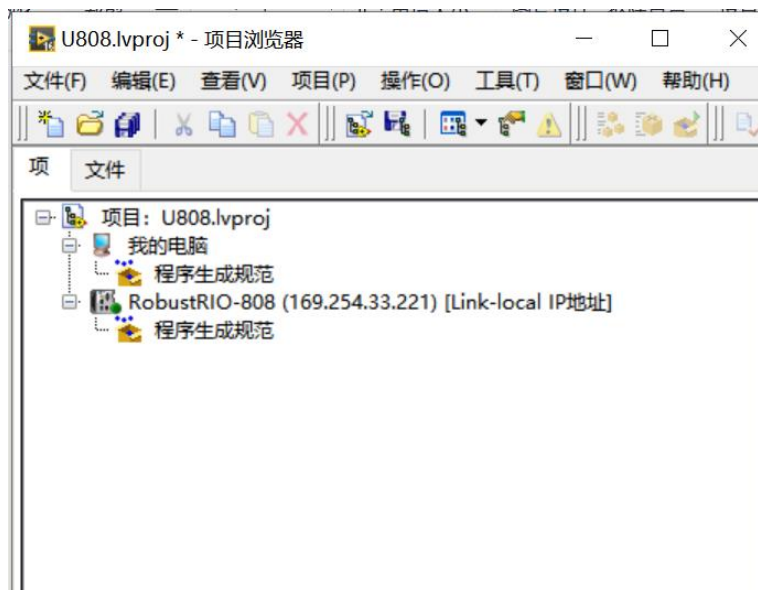 U808.lvproj * - 项目浏览器
文件(F) 编辑(E) 查看(V) 项目(P) 操作(O) 工具(T) 窗口(W) 帮助(H)
项 文件
项目：U808.lvproj
我的电脑
程序生成规范
RobustRIO-808 (169.254.33.221) [Link-local IP地址]
程序生成规范